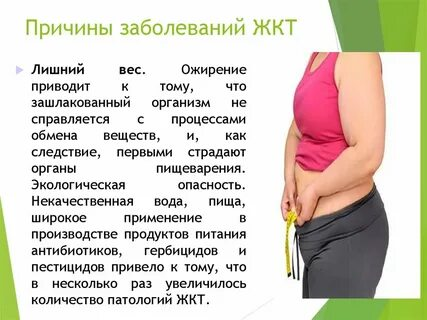 Причины заболеваний ЖКТ
Лишний вес. Ожирение
приводит к тому, что
зашлакованный организм не
справляется с процессами
обмена веществ, и, как
следствие, первыми страдают
органы пищеварения.
Экологическая опасность.
Некачественная вода, пища,
широкое применение в
производстве продуктов питания
антибиотиков, гербицидов и
пестицидов привело к тому, что
в несколько раз увеличилось
количество патологий ЖКТ.